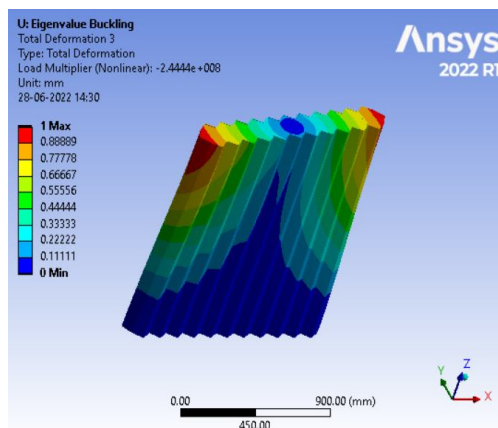 U: Eigenvalue Buckling
Total Deformation 3
Type: Total Deformation
Load Multiplier (Nonlinear): -2.4444e+008
Unit: mm
28-06-2022 14:30
Ansys
2022 R1
1 Max
0.88889
0.77778
0.66667
0.55556
0.44444
0.33333
0.22222
0.11111
0 Min
0.00
900.00 (mm)
450.00
Y
Z
X